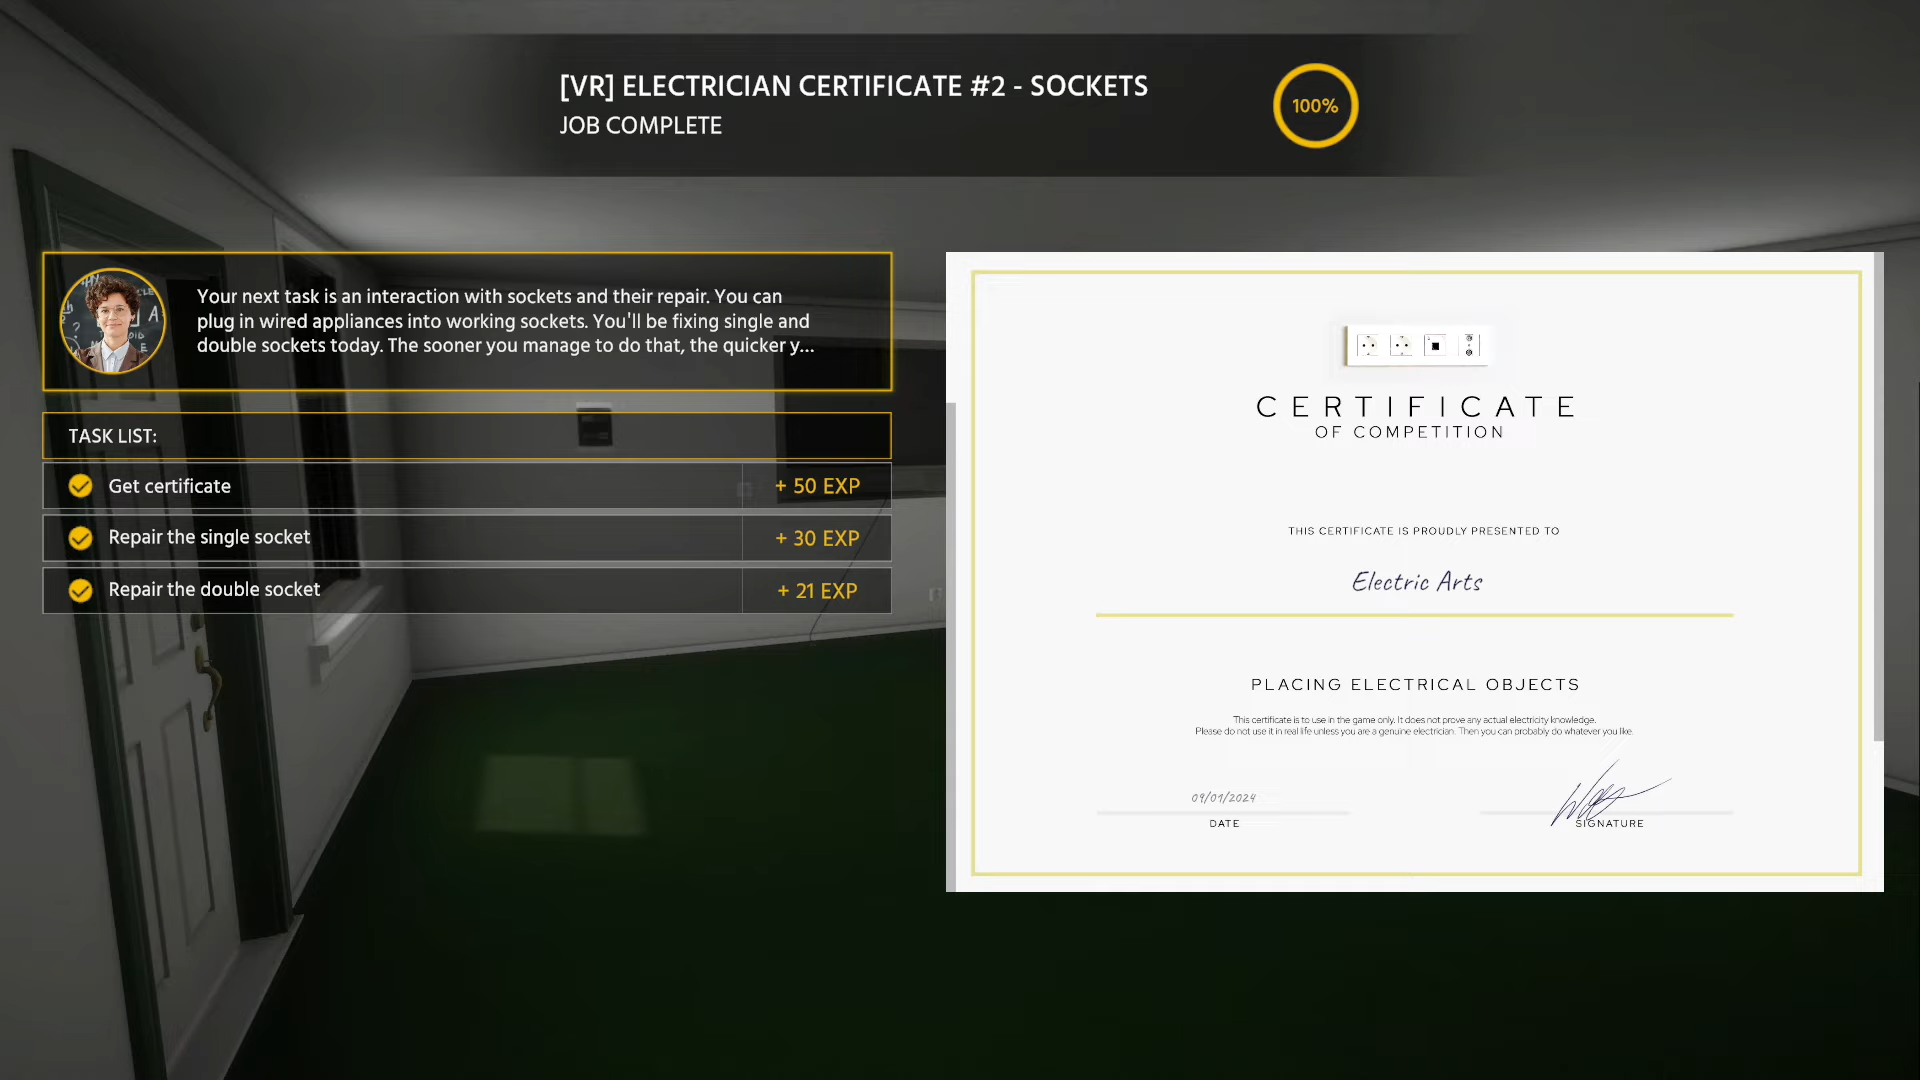 [VR] ELECTRICIAN CERTIFICATE #2 - SOCKETS
JOB COMPLETE
100%
Your next task is an interaction with sockets and their repair. You can
plug in wired appliances into working sockets. You'll be fixing single and
double sockets today. The sooner you manage to do that, the quicker y...
TASK LIST:
Get certificate + 50 EXP
Repair the single socket + 30 EXP
Repair the double socket + 21 EXP
CERTIFICATE
OF COMPETITION
THIS CERTIFICATE IS PROUDLY PRESENTED TO
Electric Arts
PLACING ELECTRICAL OBJECTS
This certificate is to use in the game only. It does not prove any actual electricity knowledge.
Please do not use it in real life unless you are a genuine electrician. Then you can probably do whatever you like.
09/01/2024
DATE
SIGNATURE